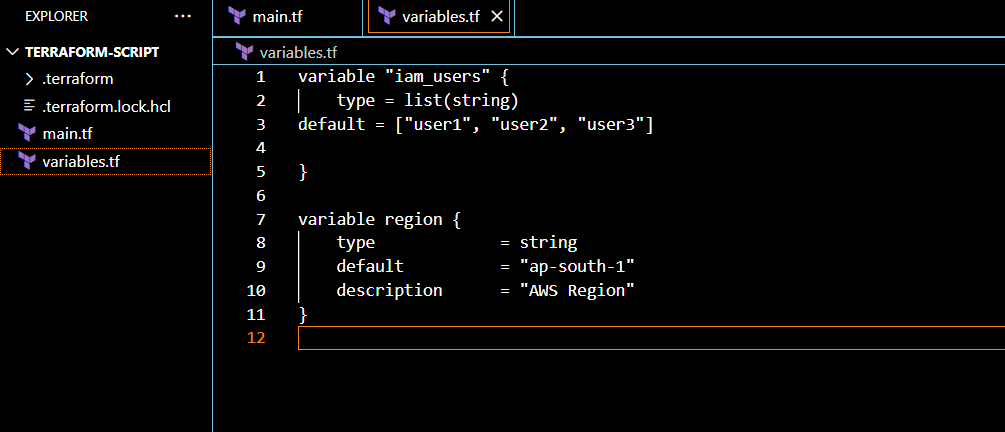 EXPLORER ...
TERRAFORM-SCRIPT
.terraform
.terraform.lock.hcl
main.tf
variables.tf
main.tf
variables.tf
variables.tf
1 variable "iam_users" {
2     type = list(string)
3 default = ["user1", "user2", "user3"]
4
5 }
6
7 variable region {
8     type             = string
9     default          = "ap-south-1"
10     description      = "AWS Region"
11 }
12